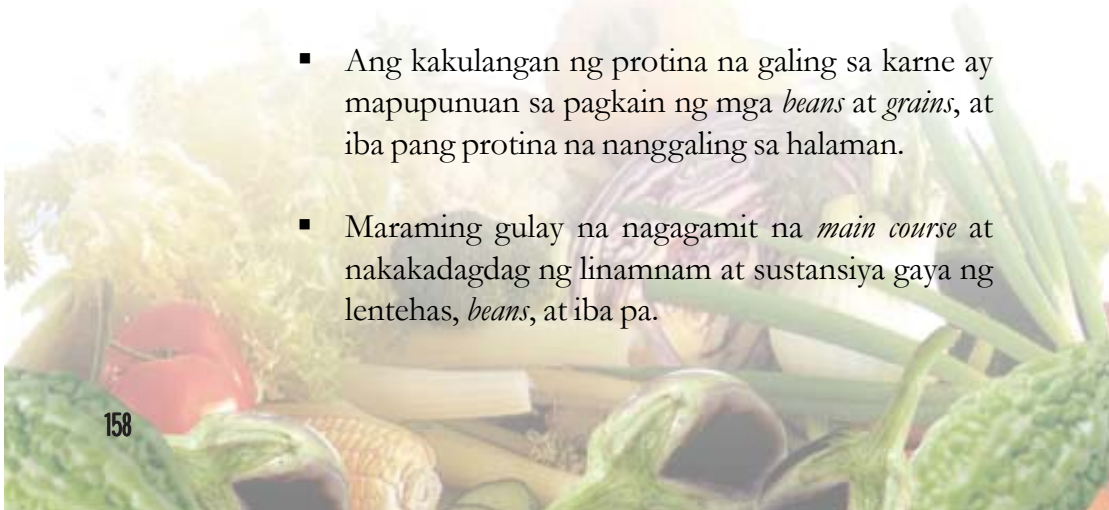 ▪ Ang kakulangan ng protina na galing sa karne ay
mapupunuan sa pagkain ng mga beans at grains, at
iba pang protina na nanggaling sa halaman.
▪ Maraming gulay na nagagamit na main course at
nakakadagdag ng linamnam at sustansiya gaya ng
lentehas, beans, at iba pa.
158